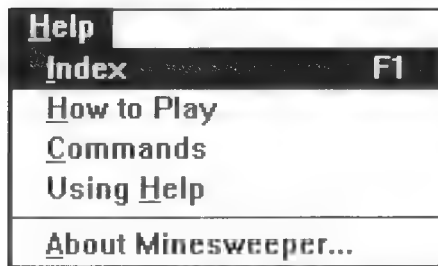 Help
Index F1
How to Play
Commands
Using Help
About Minesweeper...